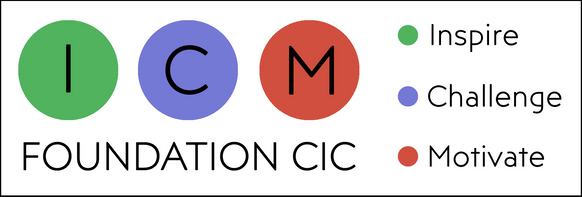 I C M
FOUNDATION CIC
Inspire
Challenge
Motivate